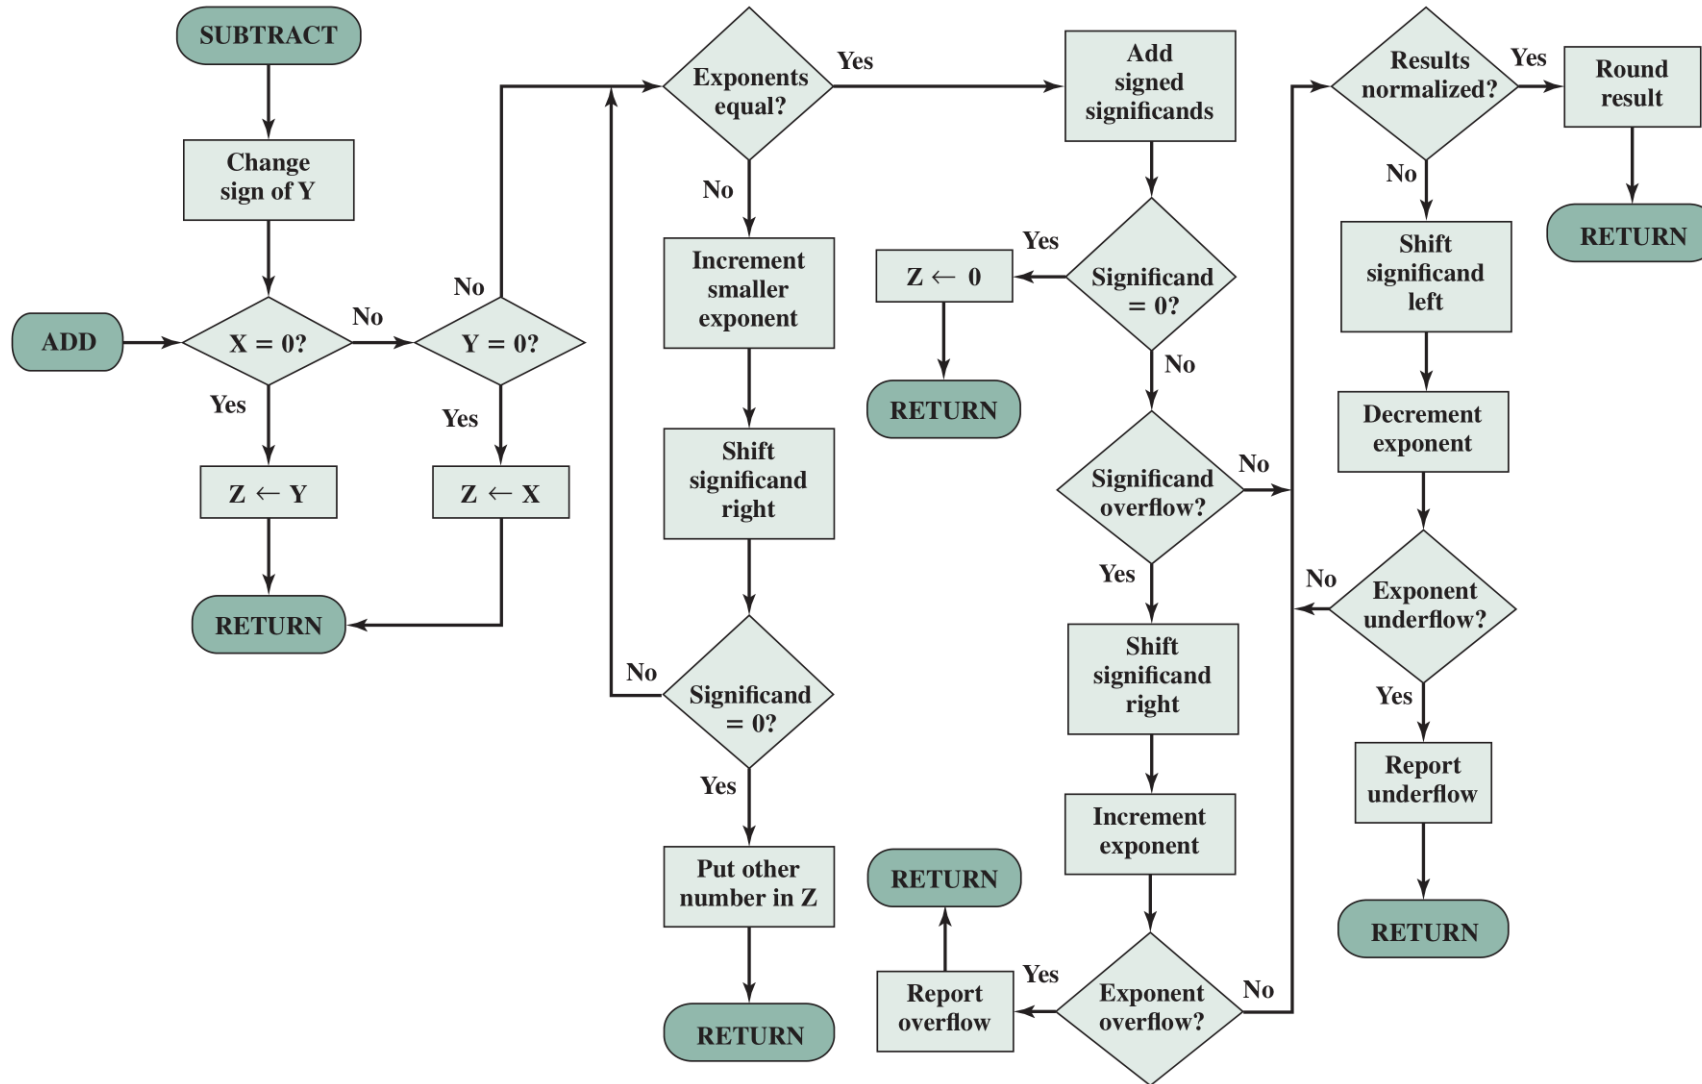 SUBTRACT
Change
sign of Y
ADD
X = 0?
No
Yes
Z ← Y
RETURN
Y = 0?
No
Yes
Z ← X
Exponents
equal?
Yes
No
Increment
smaller
exponent
Shift
significand
right
Significand
= 0?
No
Yes
Put other
number in Z
RETURN
Add
signed
significands
Significand
= 0?
Yes
Z ← 0
RETURN
No
Significand
overflow?
No
Yes
Shift
significand
right
Increment
exponent
Exponent
overflow?
Yes
Report
overflow
RETURN
No
Results
normalized?
Yes
Round
result
RETURN
No
Shift
significand
left
Decrement
exponent
Exponent
underflow?
No
Yes
Report
underflow
RETURN